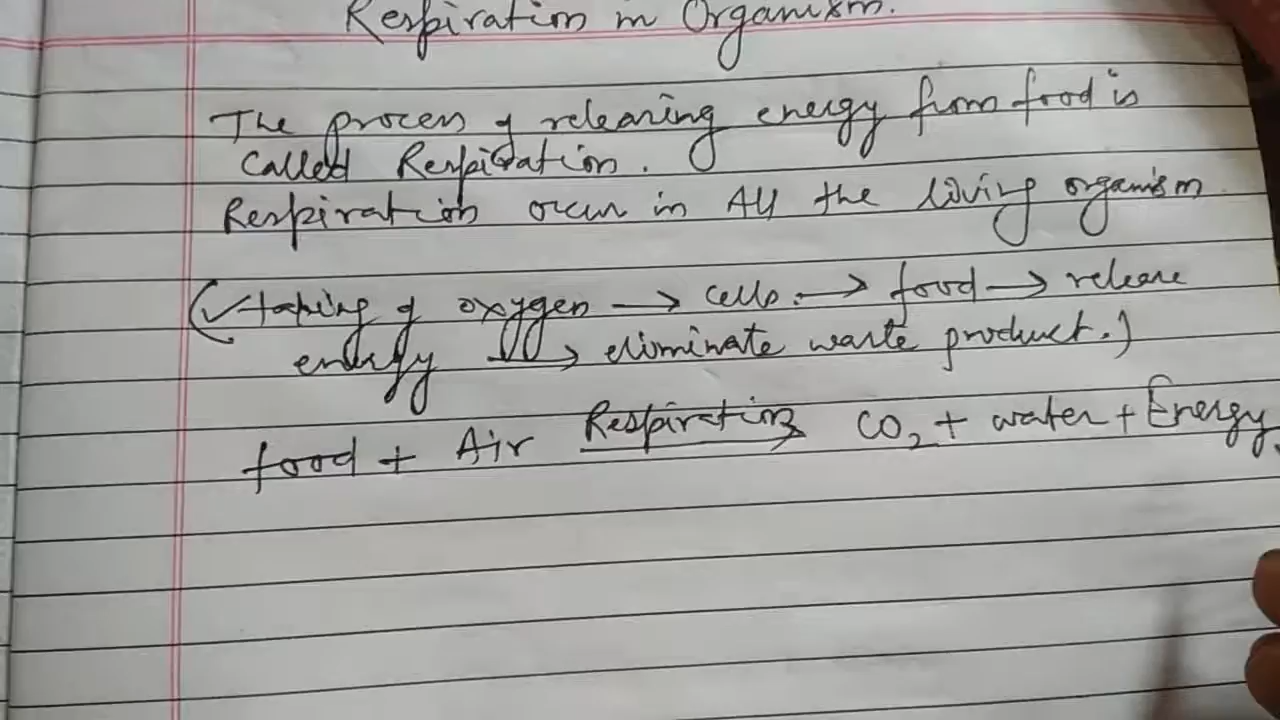 Respiration in Organism.
The process of releasing energy from food is
called Respiration.
Respiration occur in All the living organism
(taking of oxygen → cells → food → release
energy → eliminate waste product.)
food + Air Respiration → CO₂ + water + Energy